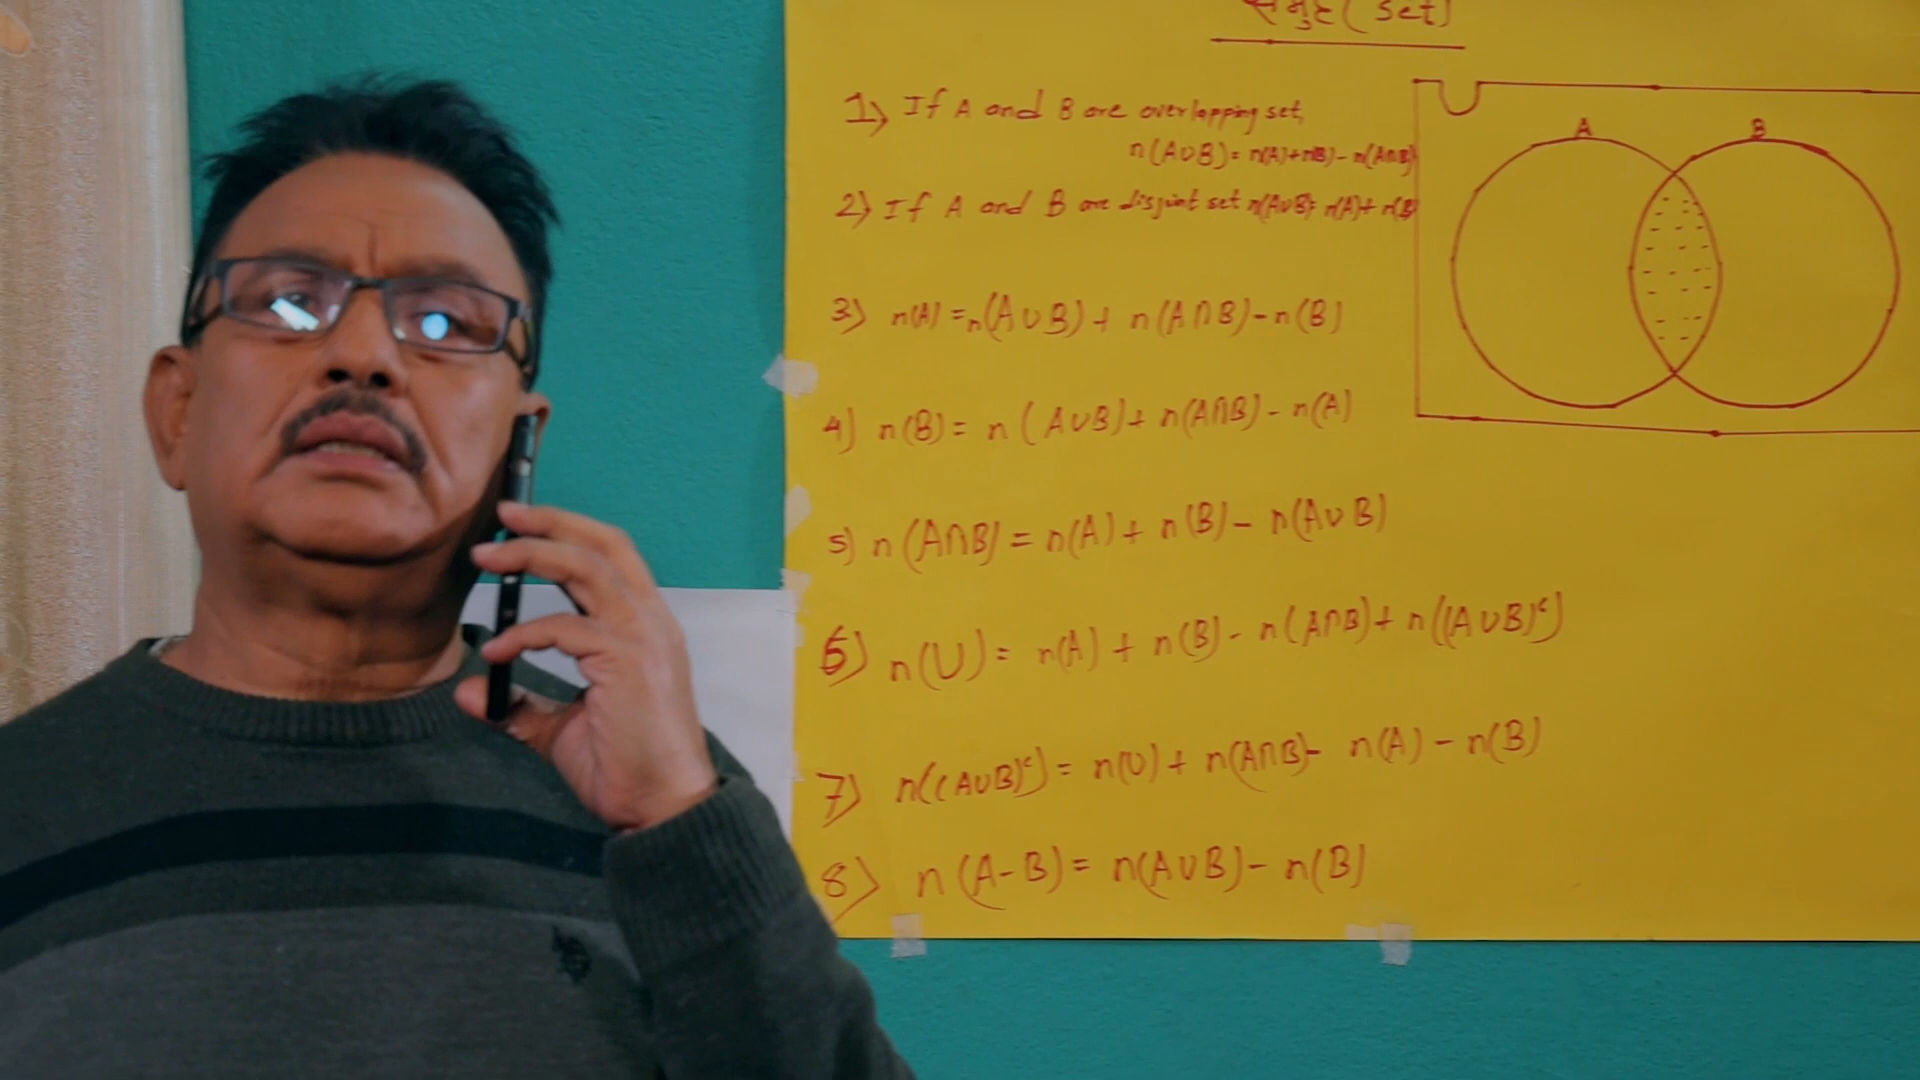 समुह ( set )
1) If A and B are overlapping set,
n(A∪B) = n(A)+n(B) - n(A∩B)
2) If A and B are disjoint set n(A∪B)= n(A)+ n(B)
3) n(A) = n(A∪B) + n(A∩B) - n(B)
4) n(B) = n(A∪B) + n(A∩B) - n(A)
5) n(A∩B) = n(A) + n(B) - n(A∪B)
6) n(U) = n(A) + n(B) - n(A∩B) + n((A∪B)ᶜ)
7) n((A∪B)ᶜ) = n(U) + n(A∩B) - n(A) - n(B)
8) n(A-B) = n(A∪B) - n(B)
U
A B